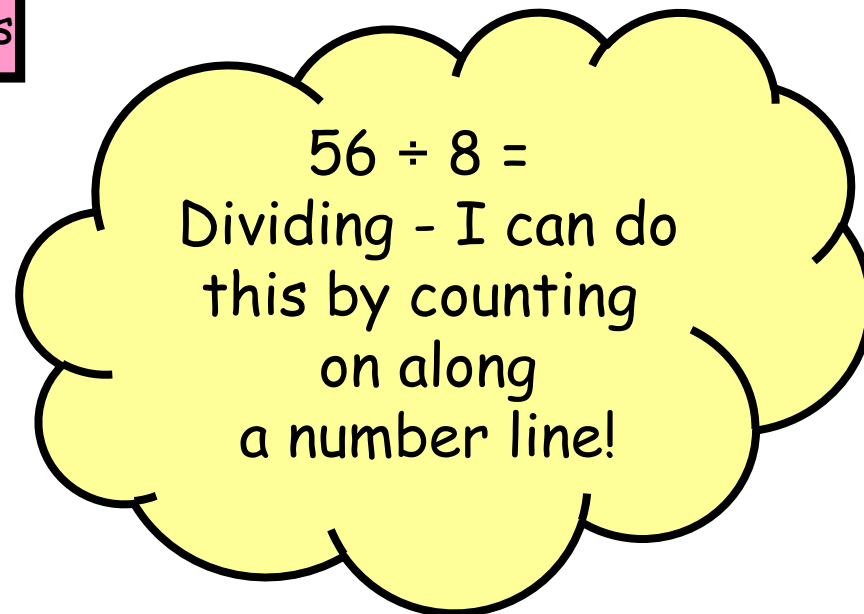 s
56 ÷ 8 =
Dividing - I can do
this by counting
on along
a number line!